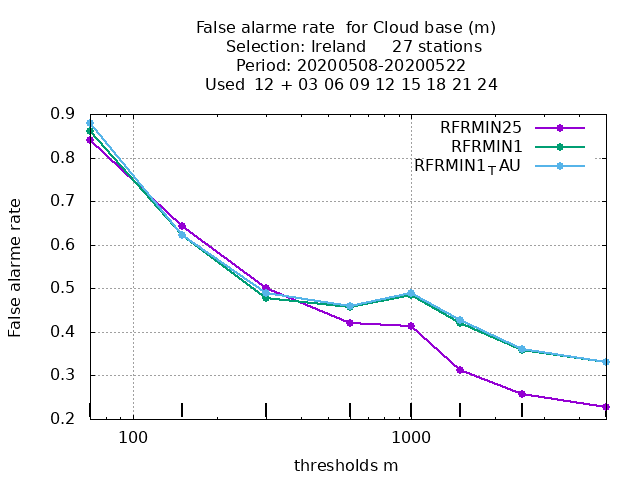 False alarme rate  for Cloud base (m)
Selection: Ireland     27 stations
Period: 20200508-20200522
Used  12 + 03 06 09 12 15 18 21 24
0.9
0.8
0.7
0.6
0.5
0.4
0.3
0.2
False alarme rate
RFRMIN25
RFRMIN1
RFRMIN1TAU
100
1000
thresholds m